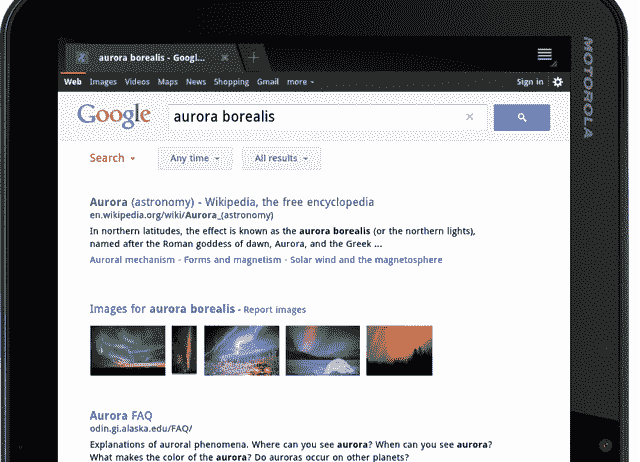 aurora borealis - Googl...
Web Images Videos Maps News Shopping Gmail more Sign in
Google aurora borealis
Search Any time All results
Aurora (astronomy) - Wikipedia, the free encyclopedia
en.wikipedia.org/wiki/Aurora_(astronomy)
In northern latitudes, the effect is known as the aurora borealis (or the northern lights),
named after the Roman goddess of dawn, Aurora, and the Greek ...
Auroral mechanism - Forms and magnetism - Solar wind and the magnetosphere
Images for aurora borealis - Report images
Aurora FAQ
odin.gi.alaska.edu/FAQ/
Explanations of auroral phenomena. Where can you see aurora? When can you see aurora?
What makes the color of the aurora? Do auroras occur on other planets?
MOTOROLA